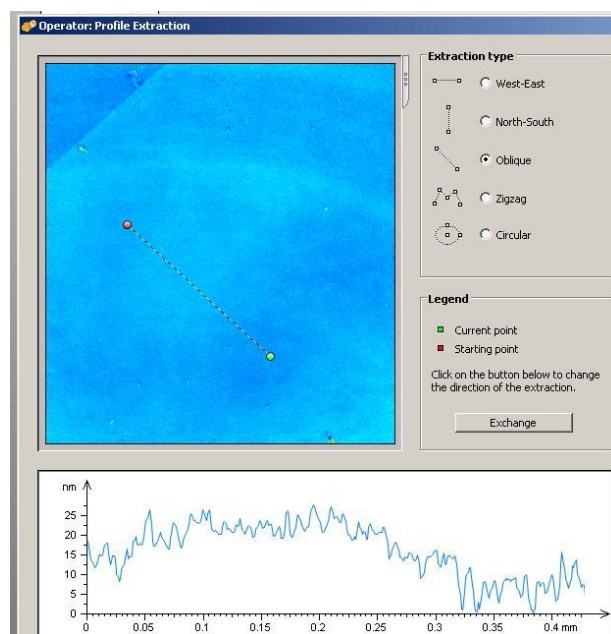 Operator: Profile Extraction
Extraction type
West-East
North-South
Oblique
Zigzag
Circular
Legend
Current point
Starting point
Click on the button below to change
the direction of the extraction.
Exchange
nm
25
20
15
10
5
0
0 0.05 0.1 0.15 0.2 0.25 0.3 0.35 0.4 mm